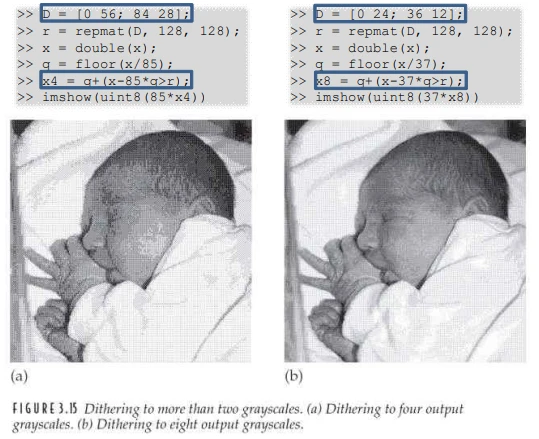 >> D = [0 56; 84 28];
>> r = repmat(D, 128, 128);
>> x = double(x);
>> q = floor(x/85);
>> x4 = q+(x-85*q>r);
>> imshow(uint8(85*x4))
>> D = [0 24; 36 12];
>> r = repmat(D, 128, 128);
>> x = double(x);
>> q = floor(x/37);
>> x8 = q+(x-37*q>r);
>> imshow(uint8(37*x8))
(a)
(b)
FIGURE 3.15 Dithering to more than two grayscales. (a) Dithering to four output
grayscales. (b) Dithering to eight output grayscales.